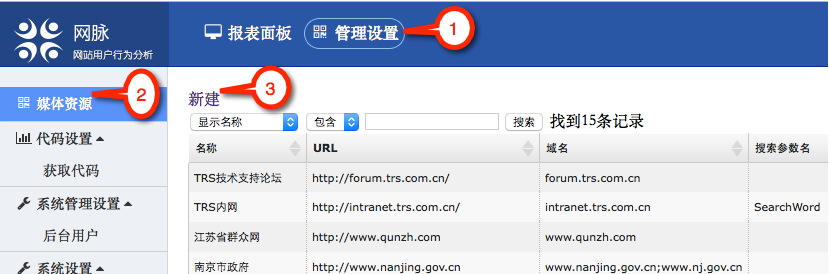 网脉
网站用户行为分析
报表面板
管理设置
1
媒体资源
2
代码设置
获取代码
系统管理设置
后台用户
系统设置
新建
3
显示名称 包含 搜索 找到15条记录
名称 URL 域名 搜索参数名
TRS技术支持论坛 http://forum.trs.com.cn/ forum.trs.com.cn
TRS内网 http://intranet.trs.com.cn/ intranet.trs.com.cn SearchWord
江苏省群众网 http://www.qunzh.com www.qunzh.com
南京市政府 http://www.nanjing.gov.cn www.nanjing.gov.cn;www.nj.gov.cn